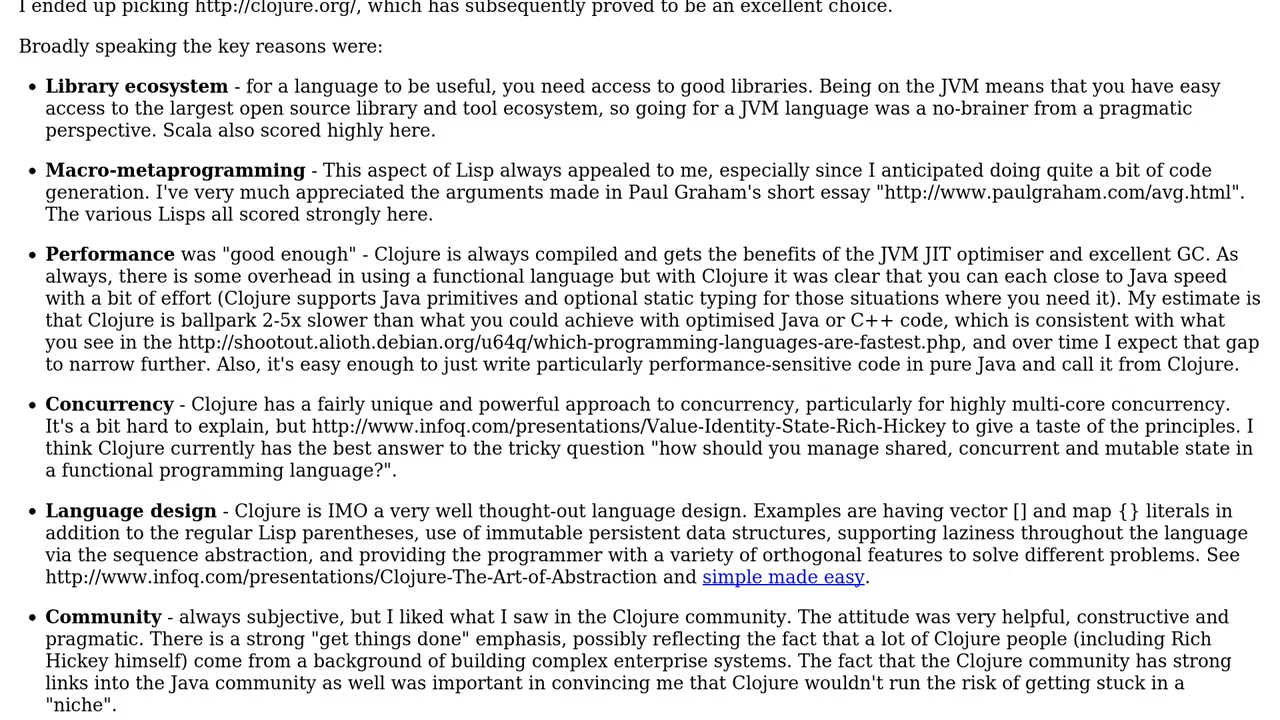 I ended up picking http://clojure.org/, which has subsequently proved to be an excellent choice.
Broadly speaking the key reasons were:
• Library ecosystem - for a language to be useful, you need access to good libraries. Being on the JVM means that you have easy
access to the largest open source library and tool ecosystem, so going for a JVM language was a no-brainer from a pragmatic
perspective. Scala also scored highly here.
• Macro-metaprogramming - This aspect of Lisp always appealed to me, especially since I anticipated doing quite a bit of code
generation. I've very much appreciated the arguments made in Paul Graham's short essay "http://www.paulgraham.com/avg.html".
The various Lisps all scored strongly here.
• Performance was "good enough" - Clojure is always compiled and gets the benefits of the JVM JIT optimiser and excellent GC. As
always, there is some overhead in using a functional language but with Clojure it was clear that you can each close to Java speed
with a bit of effort (Clojure supports Java primitives and optional static typing for those situations where you need it). My estimate is
that Clojure is ballpark 2-5x slower than what you could achieve with optimised Java or C++ code, which is consistent with what
you see in the http://shootout.alioth.debian.org/u64q/which-programming-languages-are-fastest.php, and over time I expect that gap
to narrow further. Also, it's easy enough to just write particularly performance-sensitive code in pure Java and call it from Clojure.
• Concurrency - Clojure has a fairly unique and powerful approach to concurrency, particularly for highly multi-core concurrency.
It's a bit hard to explain, but http://www.infoq.com/presentations/Value-Identity-State-Rich-Hickey to give a taste of the principles. I
think Clojure currently has the best answer to the tricky question "how should you manage shared, concurrent and mutable state in
a functional programming language?".
• Language design - Clojure is IMO a very well thought-out language design. Examples are having vector [] and map {} literals in
addition to the regular Lisp parentheses, use of immutable persistent data structures, supporting laziness throughout the language
via the sequence abstraction, and providing the programmer with a variety of orthogonal features to solve different problems. See
http://www.infoq.com/presentations/Clojure-The-Art-of-Abstraction and simple made easy.
• Community - always subjective, but I liked what I saw in the Clojure community. The attitude was very helpful, constructive and
pragmatic. There is a strong "get things done" emphasis, possibly reflecting the fact that a lot of Clojure people (including Rich
Hickey himself) come from a background of building complex enterprise systems. The fact that the Clojure community has strong
links into the Java community as well was important in convincing me that Clojure wouldn't run the risk of getting stuck in a
"niche".